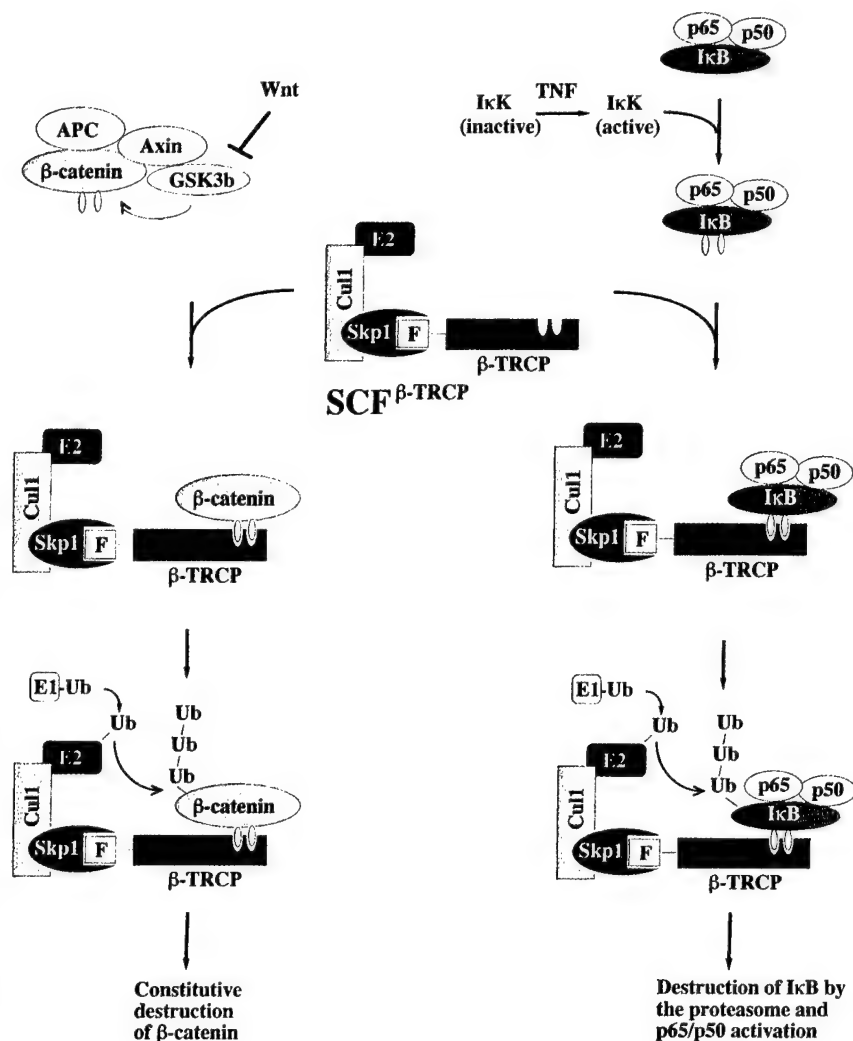 p65
p50
IκB
Wnt
TNF
IκK
(inactive)
IκK
(active)
APC
Axin
β-catenin
GSK3b
p65
p50
IκB
E2
Cul1
Skp1
F
β-TRCP
SCF β-TRCP
E2
Cul1
β-catenin
Skp1
F
β-TRCP
E2
Cul1
p65
p50
IκB
Skp1
F
β-TRCP
E1-Ub
Ub
Ub
Ub
Ub
E2
Cul1
β-catenin
Skp1
F
β-TRCP
E1-Ub
Ub
Ub
Ub
Ub
E2
Cul1
p65
p50
IκB
Skp1
F
β-TRCP
Constitutive
destruction
of β-catenin
Destruction of IκB by
the proteasome and
p65/p50 activation